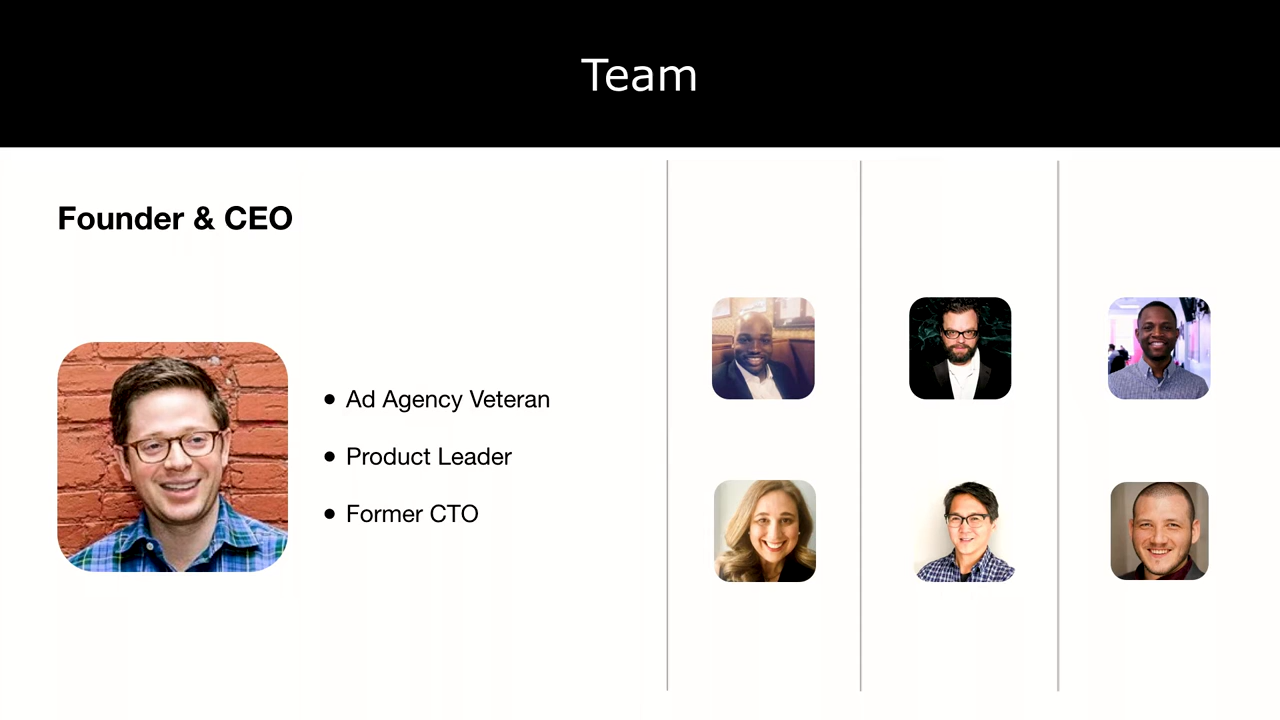 Team
Founder & CEO
• Ad Agency Veteran
• Product Leader
• Former CTO